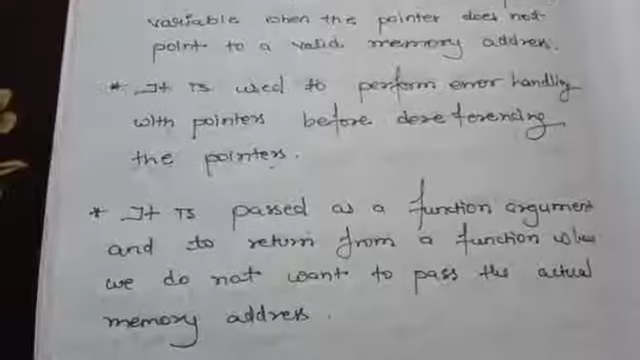 variable when the pointer does not
point to a valid memory address.
* It is used to perform error handling
with pointers before dereferencing
the pointers.
* It is passed as a function argument
and to return from a function when
we do not want to pass the actual
memory address.